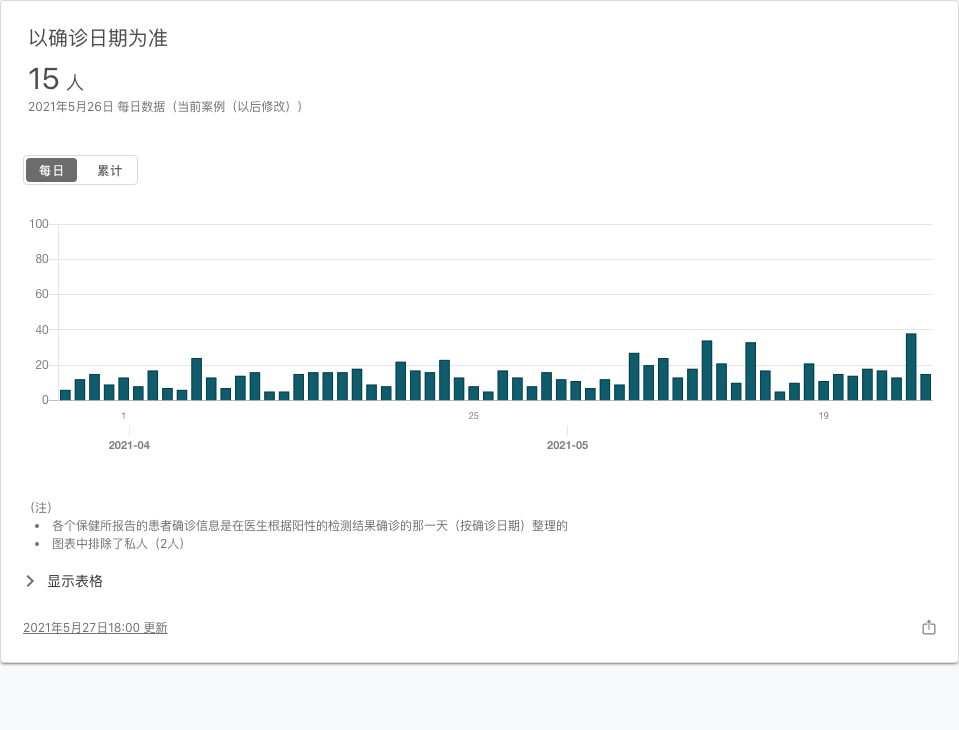 以确诊日期为准
15 人
2021年5月26日 每日数据（当前案例（以后修改））
每日 累计
100
80
60
40
20
0
1 25 19
2021-04 2021-05
（注）
• 各个保健所报告的患者确诊信息是在医生根据阳性的检测结果确诊的那一天（按确诊日期）整理的
• 图表中排除了私人（2人）
显示表格
2021年5月27日18:00 更新